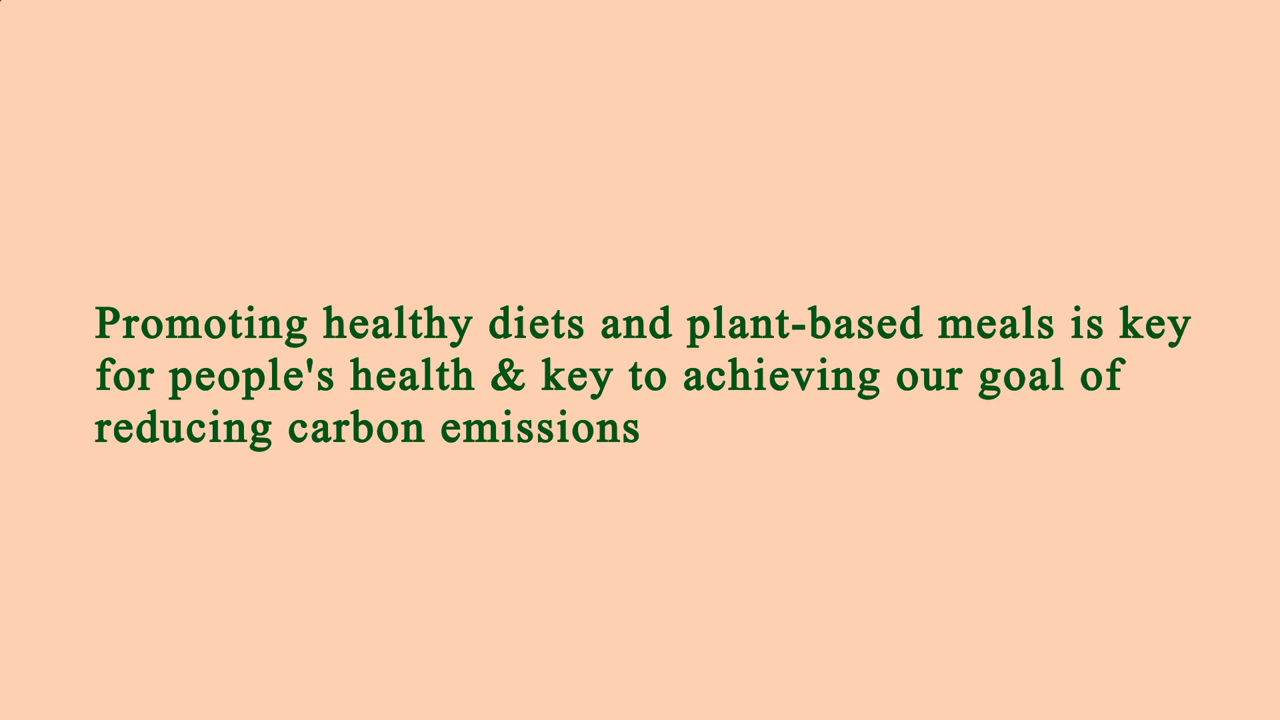 Promoting healthy diets and plant-based meals is key
for people's health & key to achieving our goal of
reducing carbon emissions